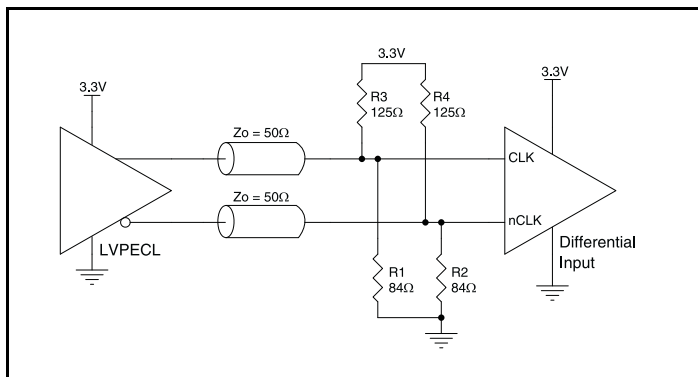 3.3V
3.3V
3.3V
R3
125Ω
R4
125Ω
Zo = 50Ω
CLK
Zo = 50Ω
nCLK
LVPECL
Differential
Input
R1
84Ω
R2
84Ω